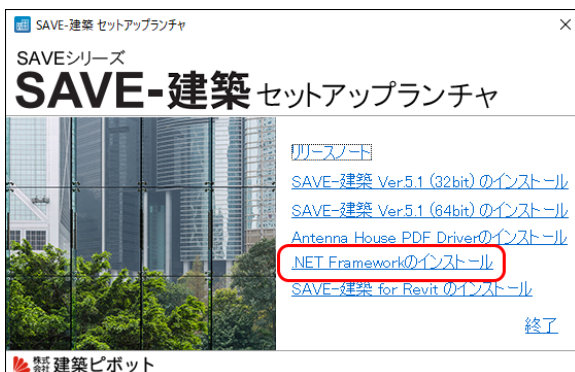 SAVE-建築 セットアップランチャ
SAVEシリーズ
SAVE-建築 セットアップランチャ
リリースノート
SAVE-建築 Ver.5.1 (32bit) のインストール
SAVE-建築 Ver.5.1 (64bit) のインストール
Antenna House PDF Driverのインストール
.NET Frameworkのインストール
SAVE-建築 for Revit のインストール
終了
株式会社 建築ピボット